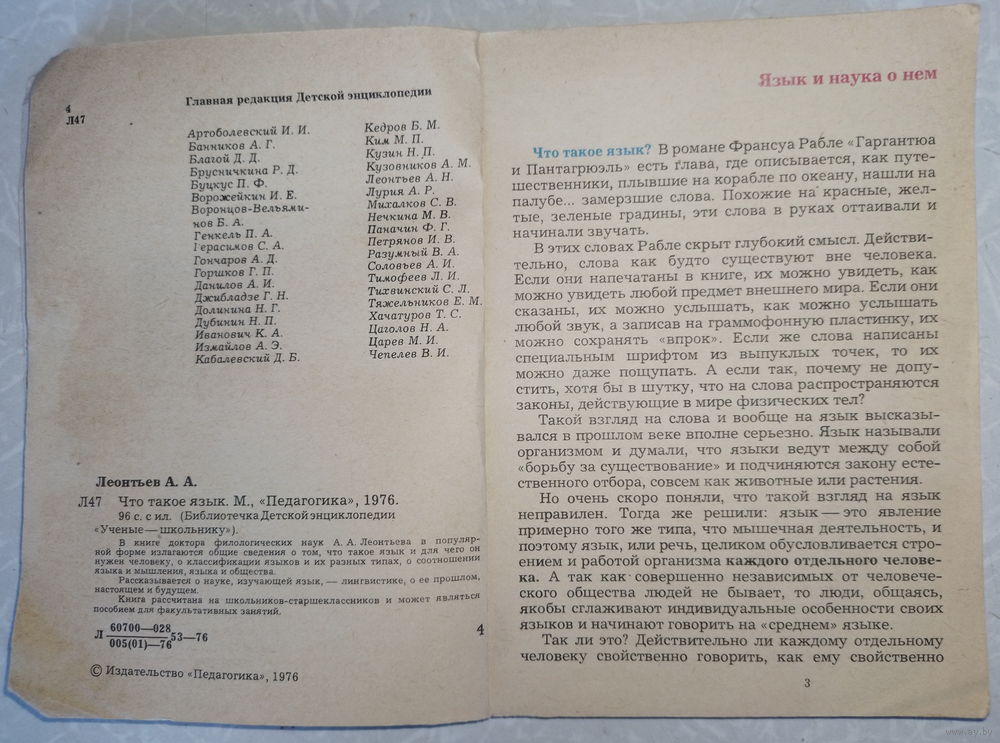 4
Л47
Главная редакция Детской энциклопедии
Артоболевский И. И.
Банников А. Г.
Благой Д. Д.
Брусничкина Р. Д.
Буцкус П. Ф.
Ворожейкин И. Е.
Воронцов-Вельями-
нов Б. А.
Генкель П. А.
Герасимов С. А.
Гончаров А. Д.
Горшков Г. П.
Данилов А. И.
Джибладзе Г. Н.
Долинина Н. Г.
Дубинин Н. П.
Иванович К. А.
Измайлов А. Э.
Кабалевский Д. Б.
Кедров Б. М.
Ким М. П.
Кузин Н. П.
Кузовников А. М.
Леонтьев А. Н.
Лурия А. Р.
Михалков С. В.
Нечкина М. В.
Паначин Ф. Г.
Петрянов И. В.
Разумный В. А.
Соловьев А. И.
Тимофеев Л. И.
Тихвинский С. Л.
Тяжельников Е. М.
Хачатуров Т. С.
Цаголов Н. А.
Царев М. И.
Чепелев В. И.
Леонтьев А. А.
Л47 Что такое язык. М., «Педагогика», 1976.
96 с. с ил. (Библиотечка Детской энциклопедии
«Ученые — школьнику»).
В книге доктора филологических наук А. А. Леонтьева в популяр-
ной форме излагаются общие сведения о том, что такое язык и для чего он
нужен человеку, о классификации языков и их разных типах, о соотношении
языка и мышления, языка и общества.
Рассказывается о науке, изучающей язык, — лингвистике, о ее прошлом,
настоящем и будущем.
Книга рассчитана на школьников-старшеклассников и может являться
пособием для факультативных занятий.
Л 60700—028
005(01)—76 53—76
4
© Издательство «Педагогика», 1976
Язык и наука о нем
Что такое язык? В романе Франсуа Рабле «Гаргантюа
и Пантагрюэль» есть глава, где описывается, как путе-
шественники, плывшие на корабле по океану, нашли на
палубе... замерзшие слова. Похожие на красные, жел-
тые, зеленые градины, эти слова в руках оттаивали и
начинали звучать.
В этих словах Рабле скрыт глубокий смысл. Действи-
тельно, слова как будто существуют вне человека.
Если они напечатаны в книге, их можно увидеть, как
можно увидеть любой предмет внешнего мира. Если они
сказаны, их можно услышать, как можно услышать
любой звук, а записав на граммофонную пластинку, их
можно сохранять «впрок». Если же слова написаны
специальным шрифтом из выпуклых точек, то их
можно даже пощупать. А если так, почему не допу-
стить, хотя бы в шутку, что на слова распространяются
законы, действующие в мире физических тел?
Такой взгляд на слова и вообще на язык высказы-
вался в прошлом веке вполне серьезно. Язык называли
организмом и думали, что языки ведут между собой
«борьбу за существование» и подчиняются закону есте-
ственного отбора, совсем как животные или растения.
Но очень скоро поняли, что такой взгляд на язык
неправилен. Тогда же решили: язык — это явление
примерно того же типа, что мышечная деятельность, и
поэтому язык, или речь, целиком обусловливается стро-
ением и работой организма каждого отдельного челове-
ка. А так как совершенно независимых от человече-
ского общества людей не бывает, то люди, общаясь,
якобы сглаживают индивидуальные особенности своих
языков и начинают говорить на «среднем» языке.
Так ли это? Действительно ли каждому отдельному
человеку свойственно говорить, как ему свойственно
3
www.ay.by